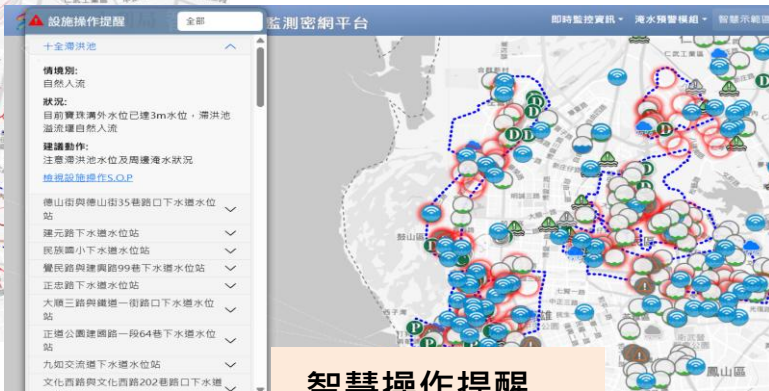 設施操作提醒
全部
監測密網平台
即時監控資訊
淹水預警模組
智慧示範區
十全滯洪池
情境別:
自然入流
狀況:
目前寶珠溝外水位已達3m水位，滯洪池
溢流堰自然入流
建議動作:
注意滯洪池水位及周邊淹水狀況
檢視設施操作S.O.P
德山街與德山街35巷路口下水道水位
站
建元路下水道水位站
民族國小下水道水位站
覺民路與建興路99巷下水道水位站
正忠路下水道水位站
大順三路與鐵道一街路口下水道水位
站
正道公園建國路一段64巷下水道水位
站
九如交流道下水道水位站
文化西路與文化西路202巷路口下水道
仁武工業區
鼓山區
鳳山區
智慧操作提醒